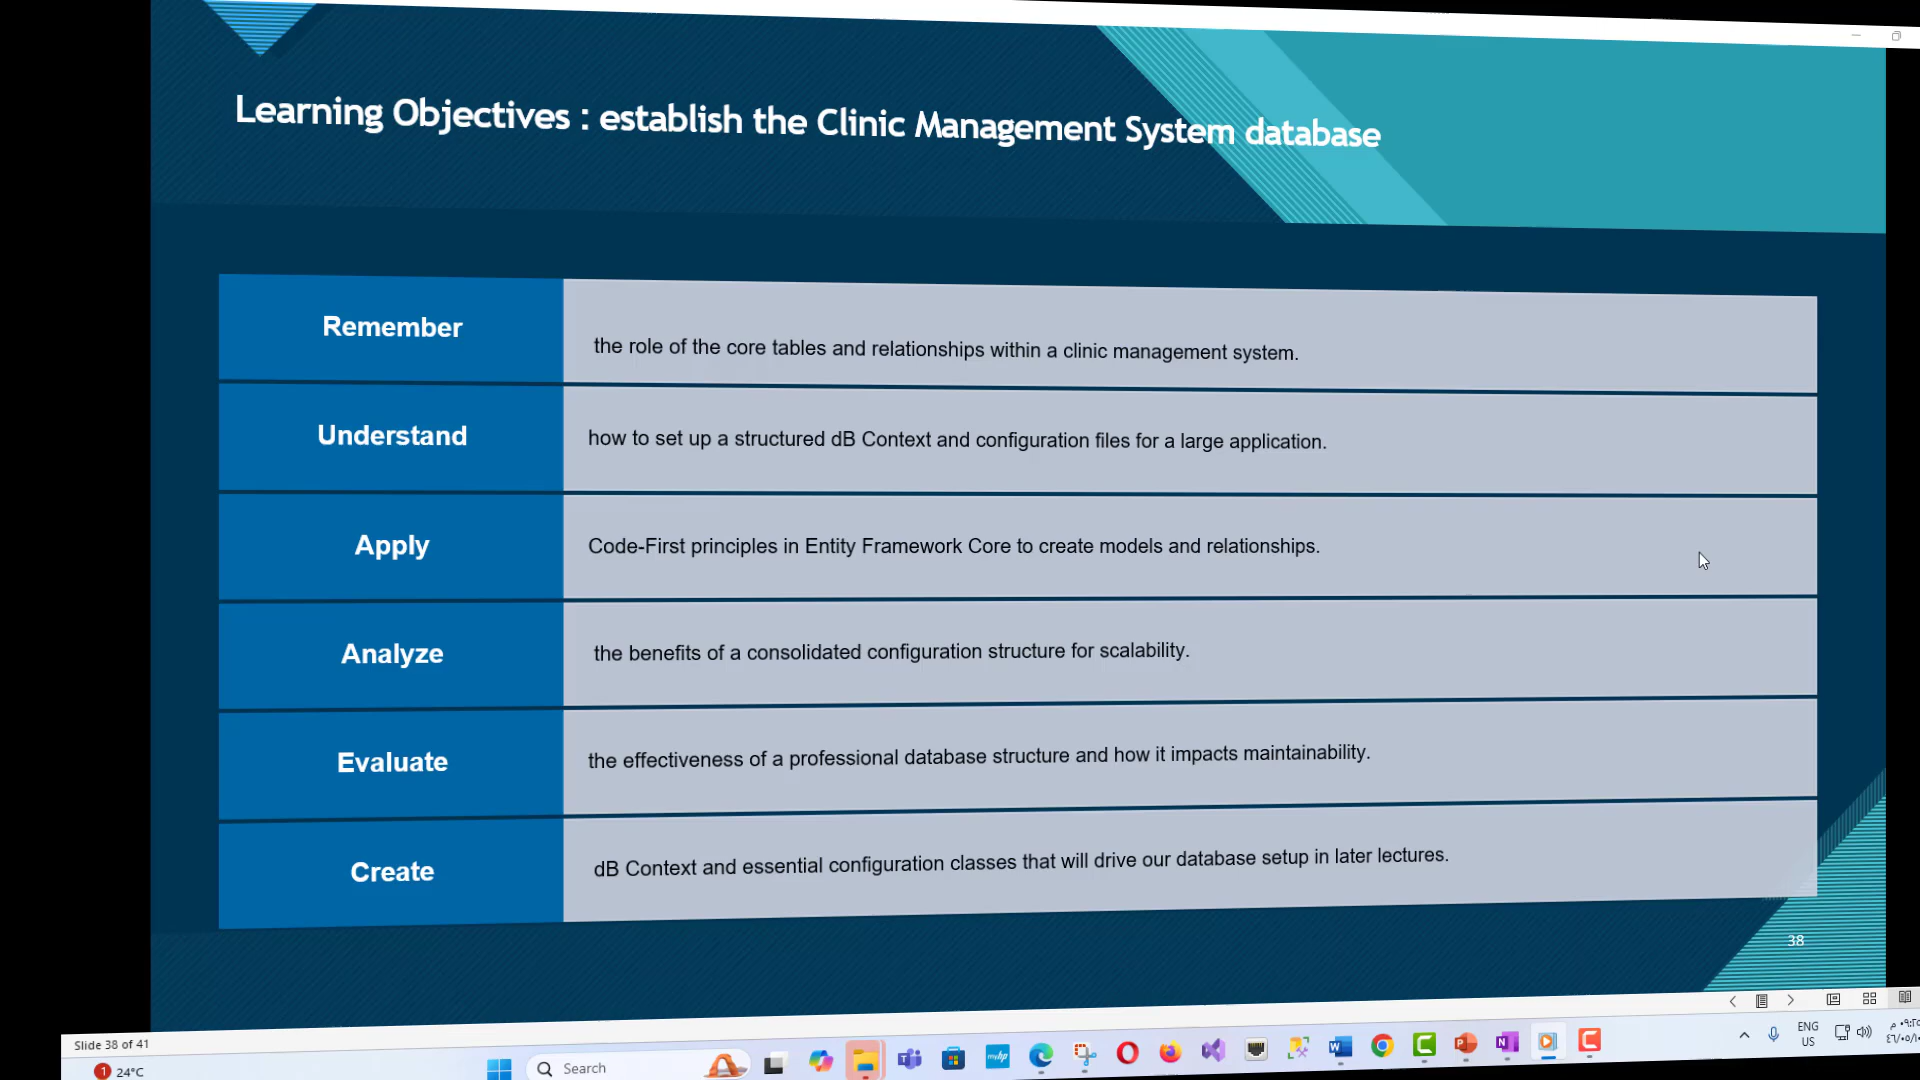 Learning Objectives : establish the Clinic Management System database
Remember
the role of the core tables and relationships within a clinic management system.
Understand
how to set up a structured dB Context and configuration files for a large application.
Apply
Code-First principles in Entity Framework Core to create models and relationships.
Analyze
the benefits of a consolidated configuration structure for scalability.
Evaluate
the effectiveness of a professional database structure and how it impacts maintainability.
Create
dB Context and essential configuration classes that will drive our database setup in later lectures.
38
Slide 38 of 41
1
24°C
Search
ENG
US